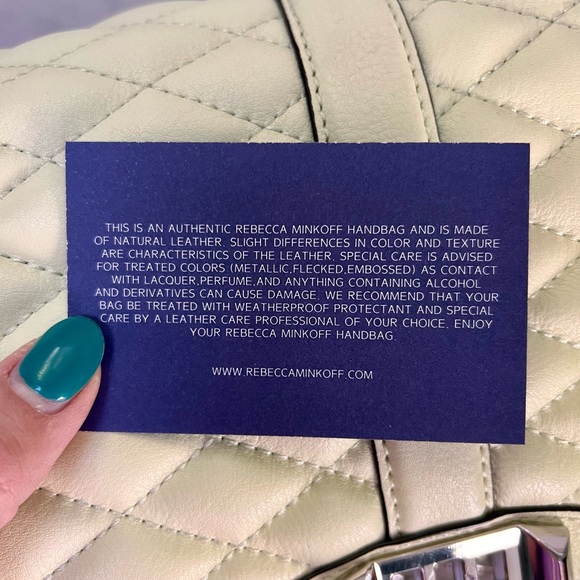 THIS IS AN AUTHENTIC REBECCA MINKOFF HANDBAG AND IS MADE
OF NATURAL LEATHER. SLIGHT DIFFERENCES IN COLOR AND TEXTURE
ARE CHARACTERISTICS OF THE LEATHER. SPECIAL CARE IS ADVISED
FOR TREATED COLORS (METALLIC,FLECKED,EMBOSSED) AS CONTACT
WITH LACQUER,PERFUME,AND ANYTHING CONTAINING ALCOHOL
AND DERIVATIVES CAN CAUSE DAMAGE. WE RECOMMEND THAT YOUR
BAG BE TREATED WITH WEATHERPROOF PROTECTANT AND SPECIAL
CARE BY A LEATHER CARE PROFESSIONAL OF YOUR CHOICE. ENJOY
YOUR REBECCA MINKOFF HANDBAG.
WWW.REBECCAMINKOFF.COM